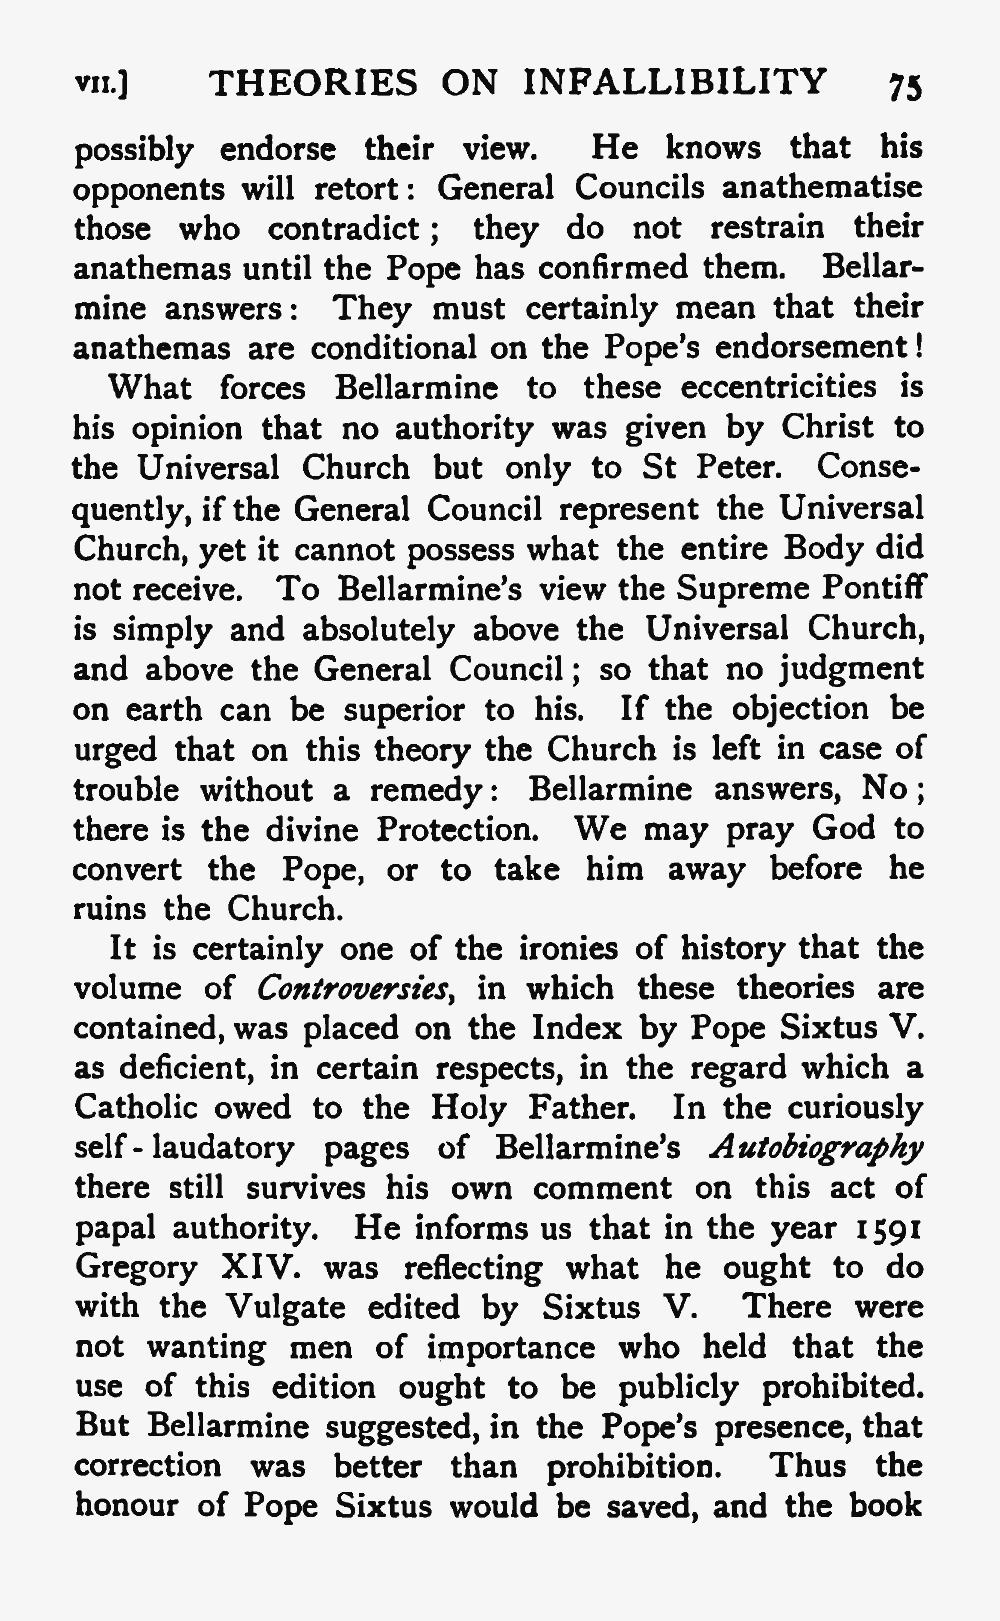 VII.] THEORIES ON INFALLIBILITY 75
possibly endorse their view. He knows that his
opponents will retort : General Councils anathematise
those who contradict ; they do not restrain their
anathemas until the Pope has confirmed them. Bellar-
mine answers : They must certainly mean that their
anathemas are conditional on the Pope's endorsement !
What forces Bellarmine to these eccentricities is
his opinion that no authority was given by Christ to
the Universal Church but only to St Peter. Conse-
quently, if the General Council represent the Universal
Church, yet it cannot possess what the entire Body did
not receive. To Bellarmine's view the Supreme Pontiff
is simply and absolutely above the Universal Church,
and above the General Council ; so that no judgment
on earth can be superior to his. If the objection be
urged that on this theory the Church is left in case of
trouble without a remedy : Bellarmine answers, No ;
there is the divine Protection. We may pray God to
convert the Pope, or to take him away before he
ruins the Church.
It is certainly one of the ironies of history that the
volume of Controversies, in which these theories are
contained, was placed on the Index by Pope Sixtus V.
as deficient, in certain respects, in the regard which a
Catholic owed to the Holy Father. In the curiously
self-laudatory pages of Bellarmine's Autobiography
there still survives his own comment on this act of
papal authority. He informs us that in the year 1591
Gregory XIV. was reflecting what he ought to do
with the Vulgate edited by Sixtus V. There were
not wanting men of importance who held that the
use of this edition ought to be publicly prohibited.
But Bellarmine suggested, in the Pope's presence, that
correction was better than prohibition. Thus the
honour of Pope Sixtus would be saved, and the book